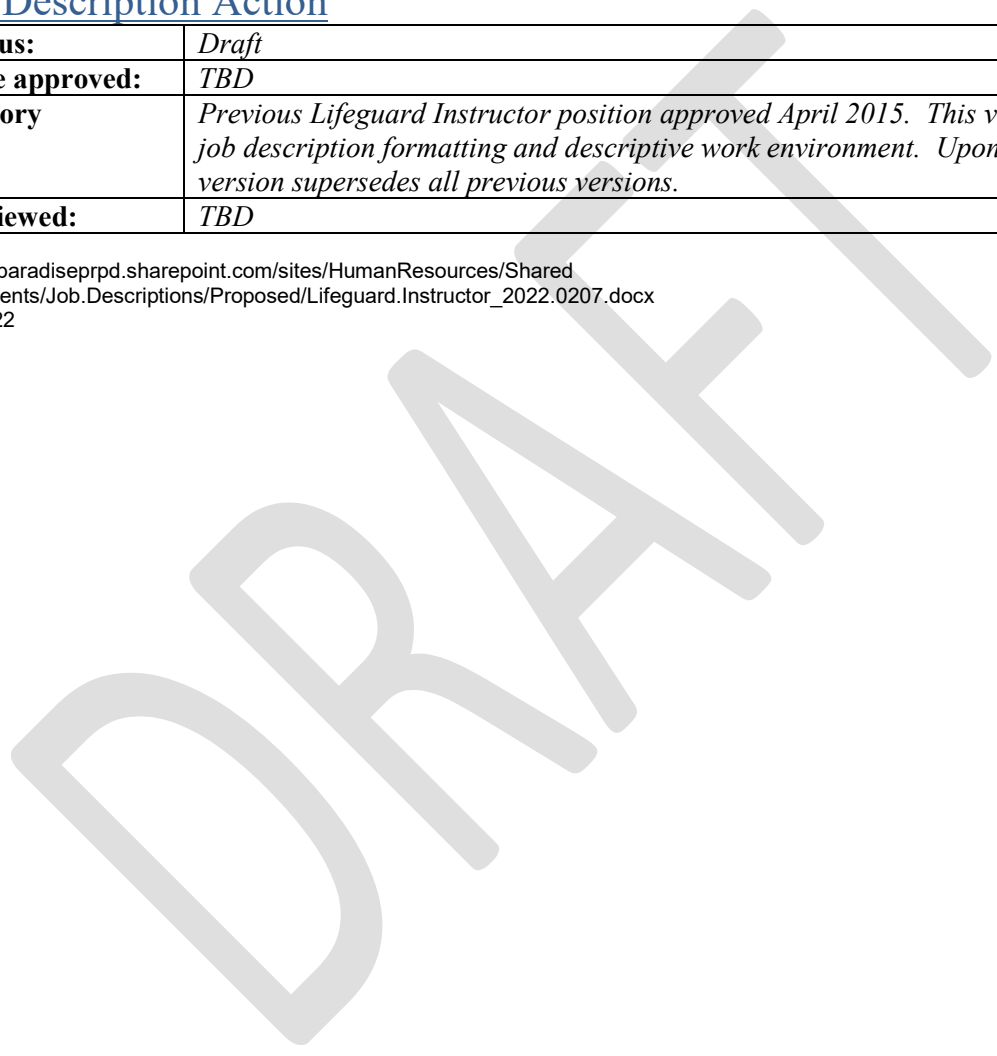 Description Action
us: Draft
e approved: TBD
ory Previous Lifeguard Instructor position approved April 2015. This v
job description formatting and descriptive work environment. Upon
version supersedes all previous versions.
iewed: TBD
paradiseprpd.sharepoint.com/sites/HumanResources/Shared
ents/Job.Descriptions/Proposed/Lifeguard.Instructor_2022.0207.docx
22
DRAFT